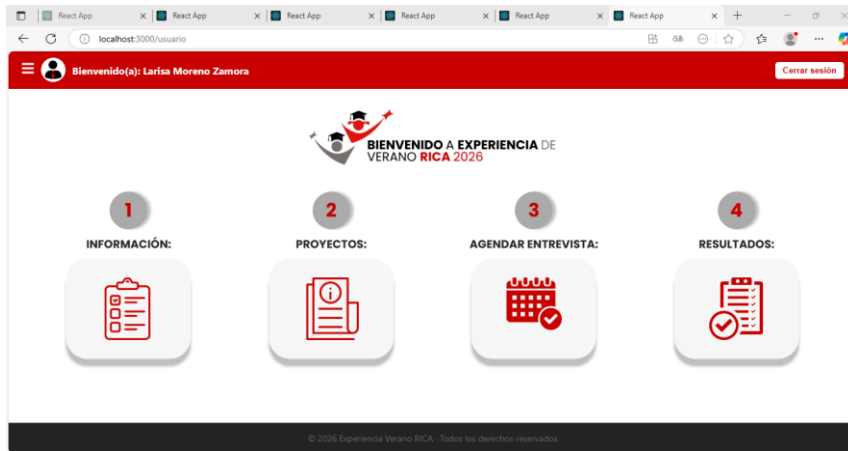 React App
React App
React App
React App
React App
React App
localhost:3000/usuario
Bienvenido(a): Larisa Moreno Zamora
Cerrar sesión
BIENVENIDO A EXPERIENCIA DE
VERANO RICA 2026
1
2
3
4
INFORMACIÓN:
PROYECTOS:
AGENDAR ENTREVISTA:
RESULTADOS:
© 2026 Experiencia Verano RICA - Todos los derechos reservados